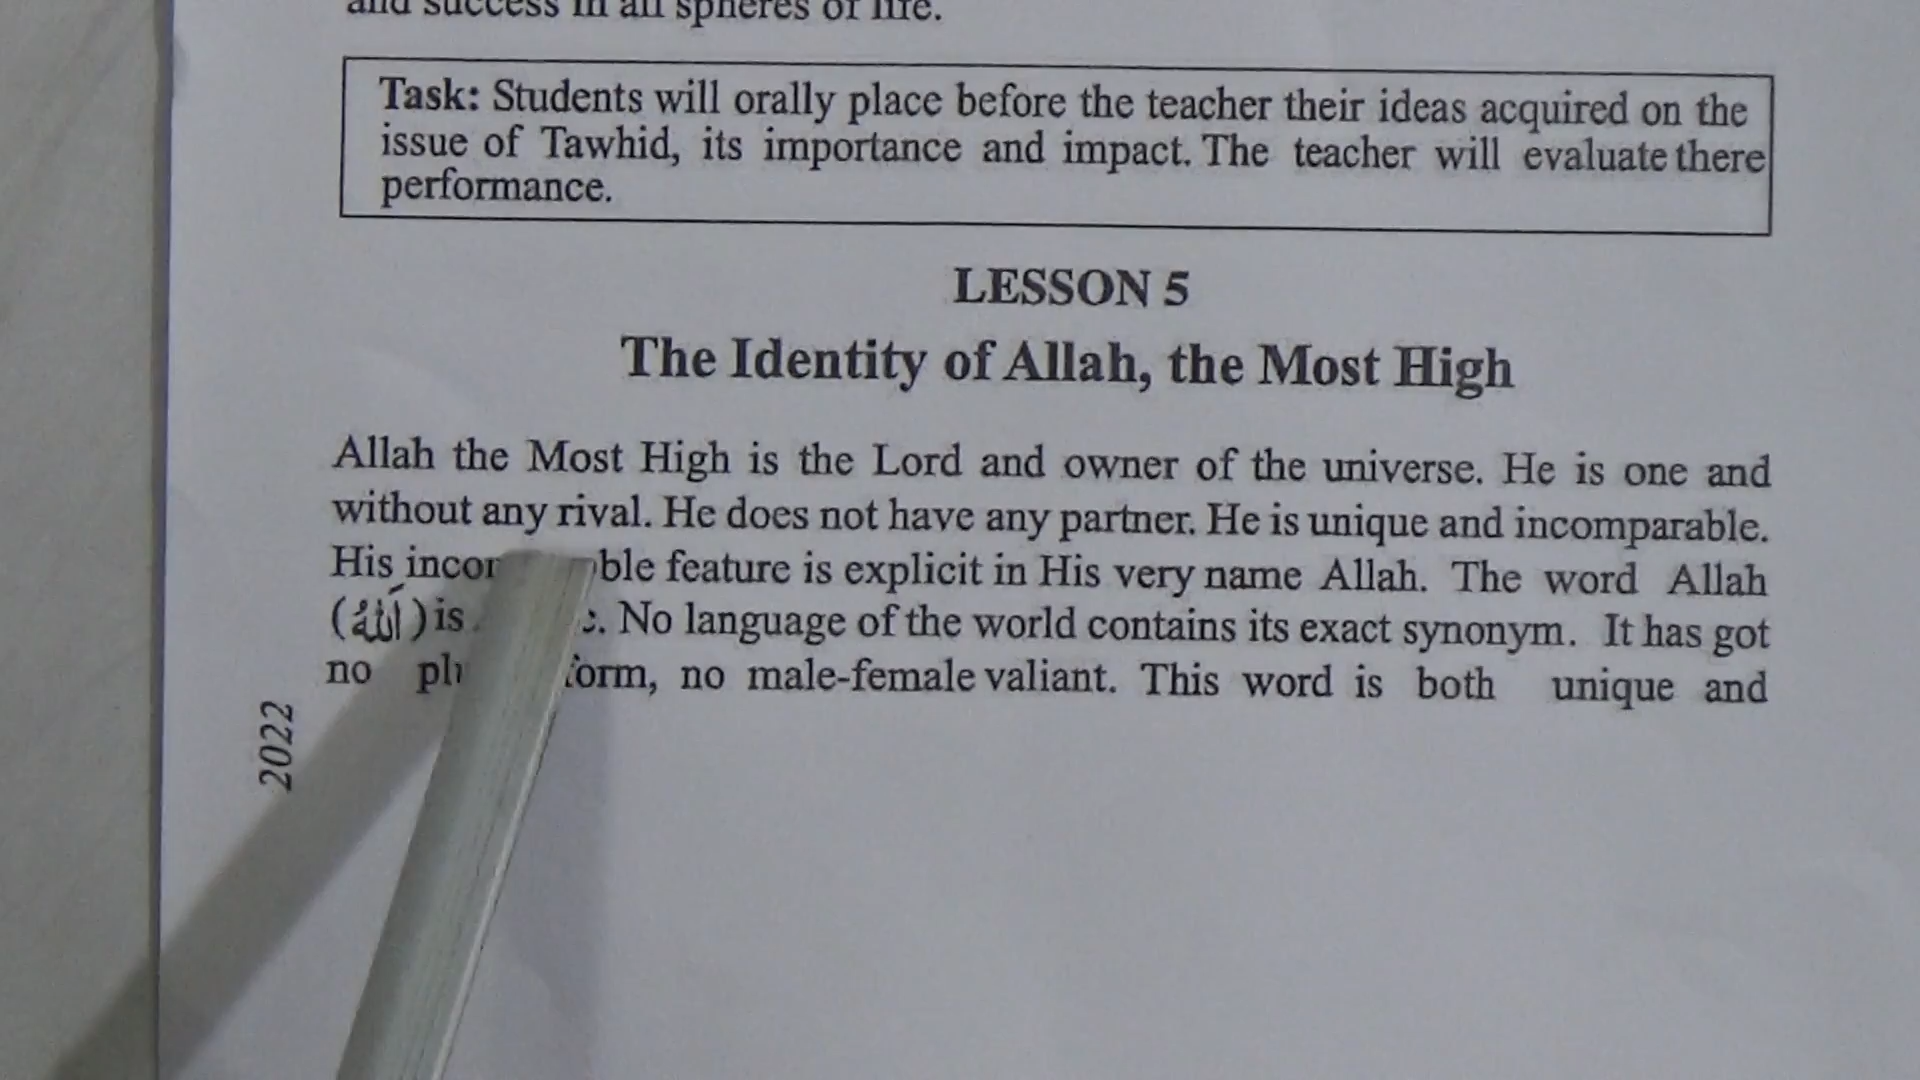 and success in all spheres of life.
Task: Students will orally place before the teacher their ideas acquired on the
issue of Tawhid, its importance and impact. The teacher will evaluate there
performance.
LESSON 5
The Identity of Allah, the Most High
Allah the Most High is the Lord and owner of the universe. He is one and
without any rival. He does not have any partner. He is unique and incomparable.
His feature is explicit in His very name Allah. The word Allah
(اَللهُ) is No language of the world contains its exact synonym. It has got
no form, no male-female valiant. This word is both unique and
2022